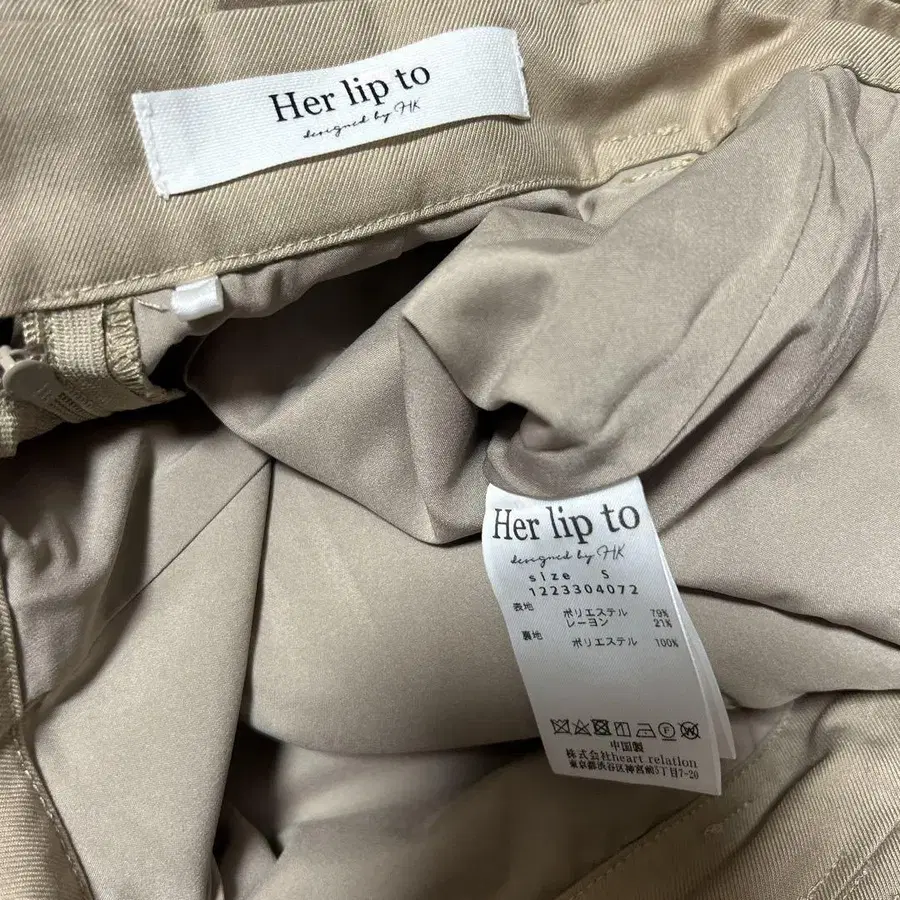 Her lip to
designed by HK
Her lip to
designed by HK
size S
1223304072
表地 ポリエステル 79%
レーヨン 21%
裏地 ポリエステル 100%
中国製
株式会社heart relation
東京都渋谷区神宮前5丁目7-20